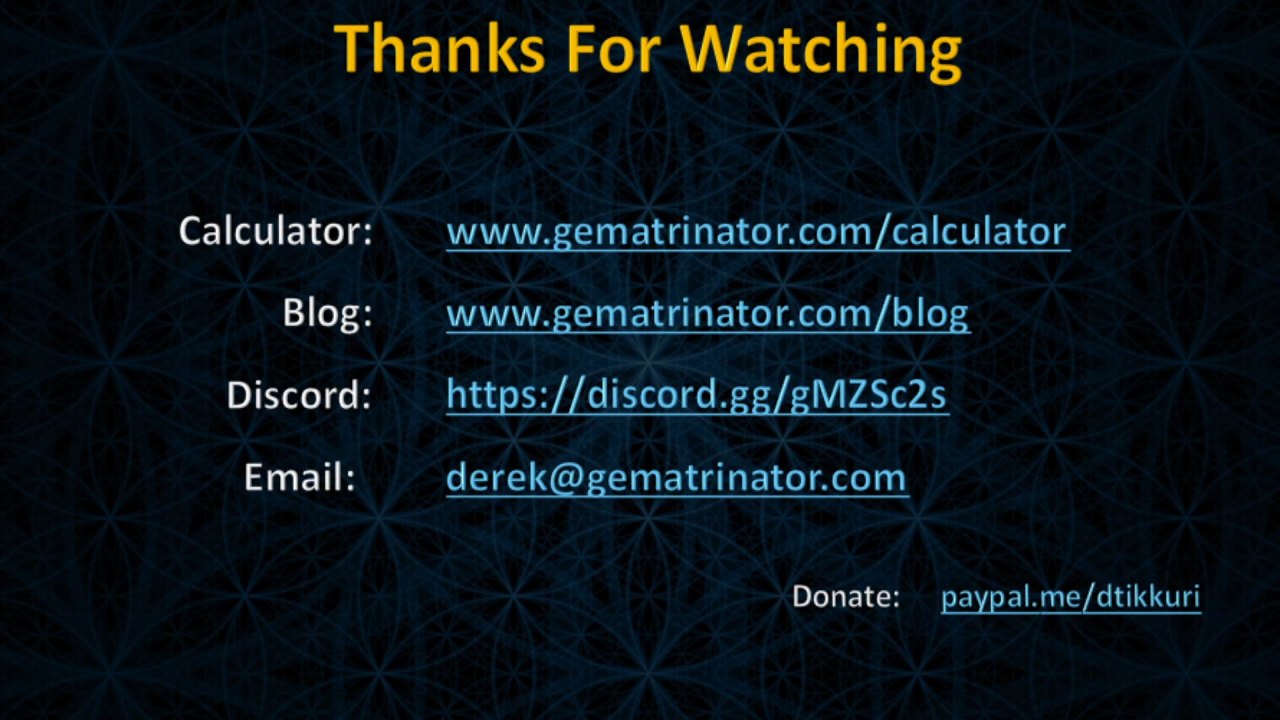 Thanks For Watching
Calculator: www.gematrinator.com/calculator
Blog: www.gematrinator.com/blog
Discord: https://discord.gg/gMZSc2s
Email: derek@gematrinator.com
Donate: paypal.me/dtikkuri